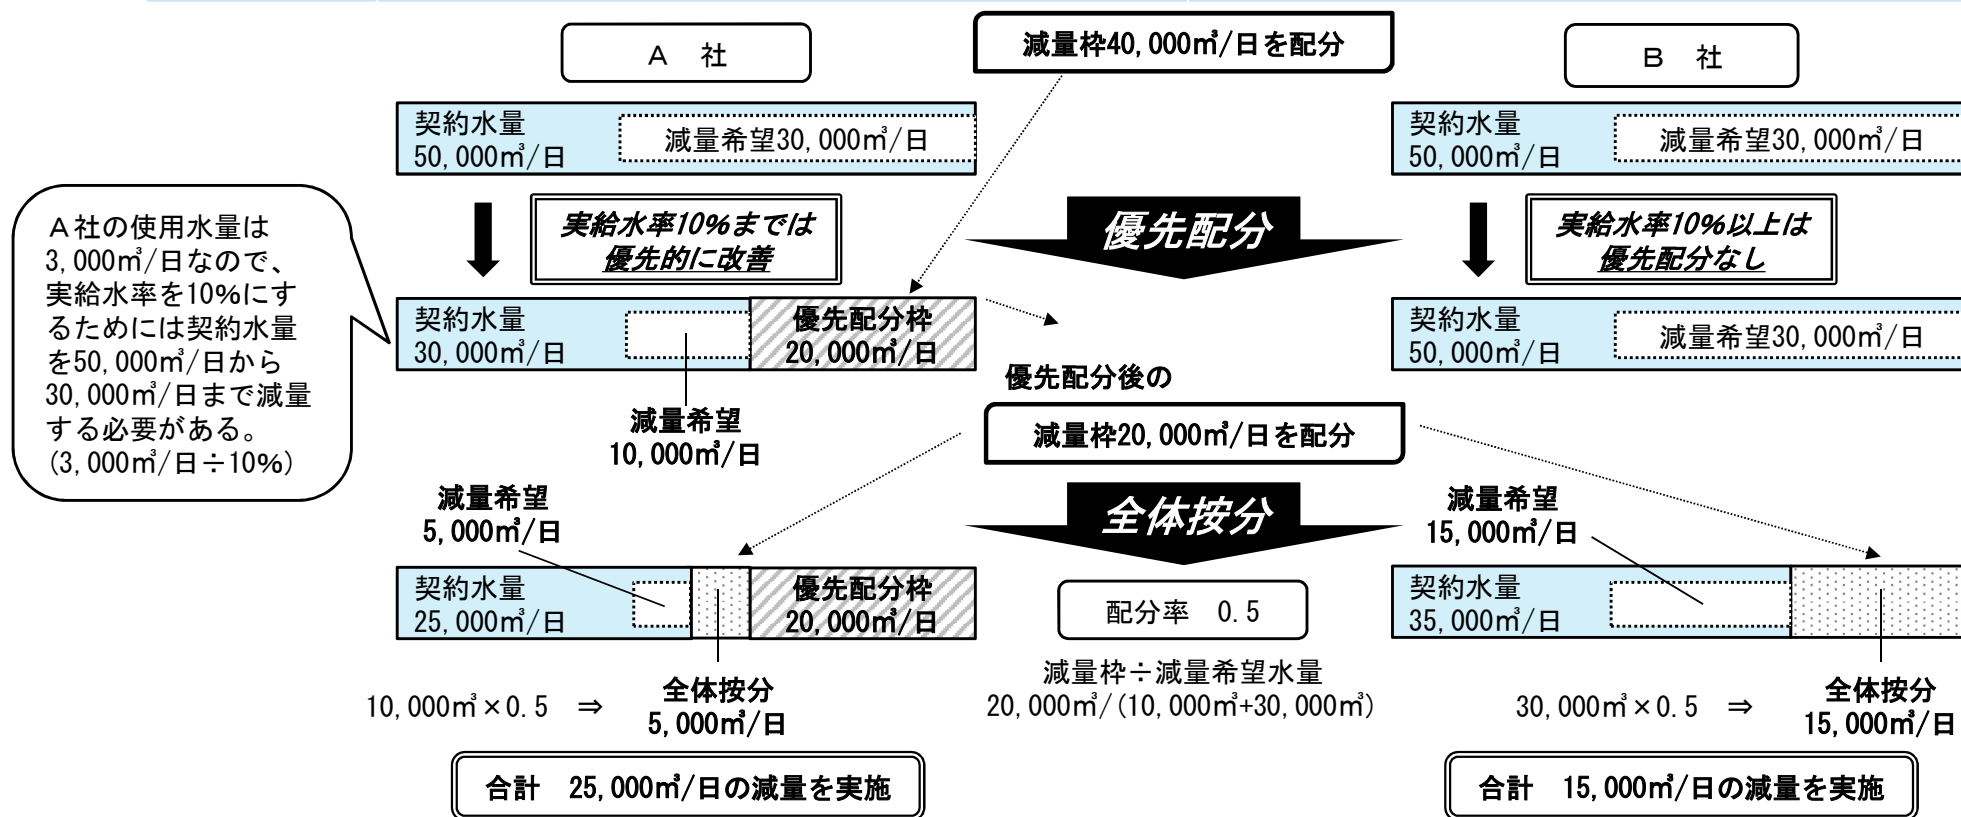 減量枠40,000㎥/日を配分
A　社
B　社
契約水量
50,000㎥/日
減量希望30,000㎥/日
契約水量
50,000㎥/日
減量希望30,000㎥/日
A社の使用水量は
3,000㎥/日なので、
実給水率を10%にす
るためには契約水量
を50,000㎥/日から
30,000㎥/日まで減量
する必要がある。
(3,000㎥/日÷10%)
実給水率10%までは
優先的に改善
優先配分
実給水率10%以上は
優先配分なし
契約水量
30,000㎥/日
優先配分枠
20,000㎥/日
減量希望
10,000㎥/日
契約水量
50,000㎥/日
減量希望30,000㎥/日
優先配分後の
減量枠20,000㎥/日を配分
全体按分
減量希望
5,000㎥/日
契約水量
25,000㎥/日
優先配分枠
20,000㎥/日
配分率　0.5
減量枠÷減量希望水量
20,000㎥/(10,000㎥+30,000㎥)
減量希望
15,000㎥/日
契約水量
35,000㎥/日
10,000㎥×0.5　⇒
全体按分
5,000㎥/日
30,000㎥×0.5　⇒
全体按分
15,000㎥/日
合計　25,000㎥/日の減量を実施
合計　15,000㎥/日の減量を実施